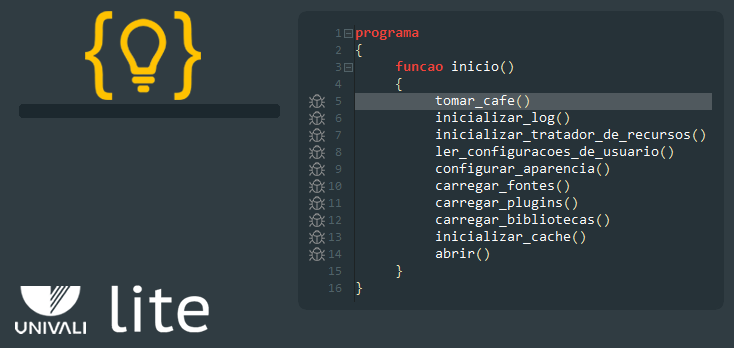 1 programa
2 {
3 funcao inicio()
4 {
5 tomar_cafe()
6 inicializar_log()
7 inicializar_tratador_de_recursos()
8 ler_configuracoes_de_usuario()
9 configurar_aparencia()
10 carregar_fontes()
11 carregar_plugins()
12 carregar_bibliotecas()
13 inicializar_cache()
14 abrir()
15 }
16 }
UNIVALI lite